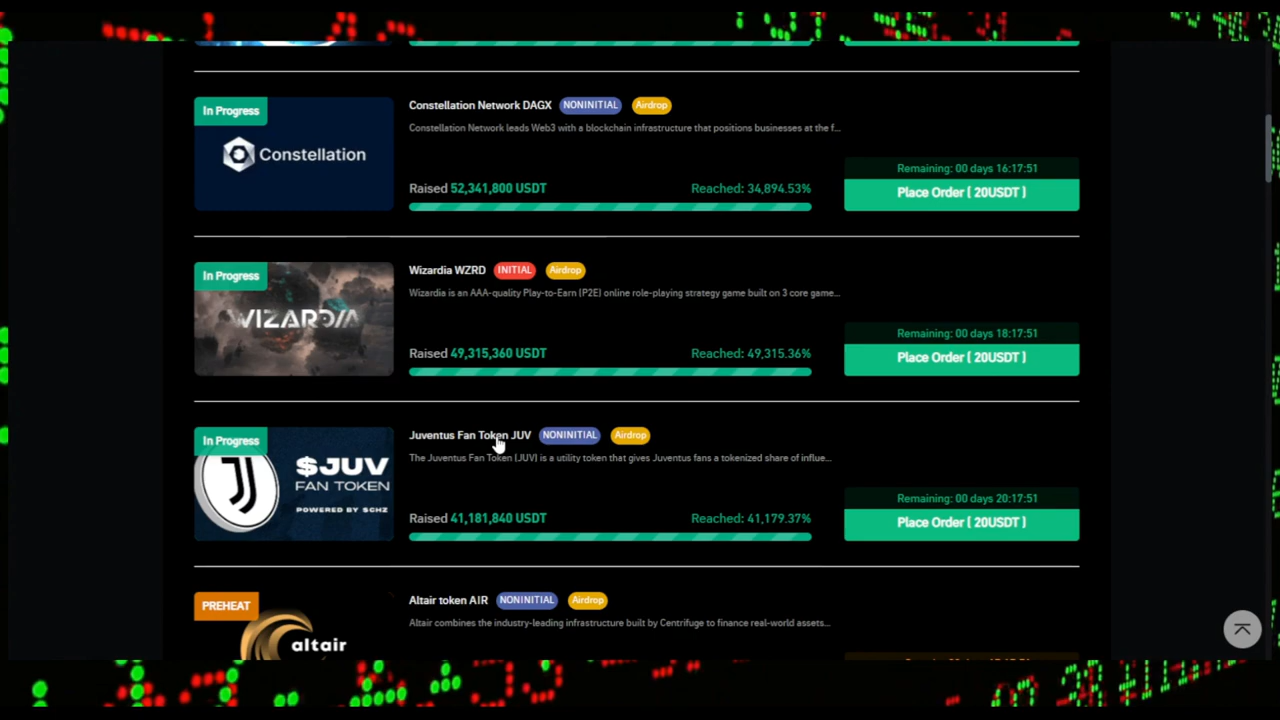 In Progress
Constellation
Constellation Network DAGX NONINITIAL Airdrop
Constellation Network leads Web3 with a blockchain infrastructure that positions businesses at the f...
Raised 52,341,800 USDT Reached: 34,894.53%
Remaining: 00 days 16:17:51
Place Order [ 20USDT ]
In Progress
WIZARDIA
Wizardia WZRD INITIAL Airdrop
Wizardia is an AAA-quality Play-to-Earn [P2E] online role-playing strategy game built on 3 core game...
Raised 49,315,360 USDT Reached: 49,315.36%
Remaining: 00 days 18:17:51
Place Order [ 20USDT ]
In Progress
$JUV
FAN TOKEN
POWERED BY $CHZ
Juventus Fan Token JUV NONINITIAL Airdrop
The Juventus Fan Token [JUV] is a utility token that gives Juventus fans a tokenized share of influe...
Raised 41,181,840 USDT Reached: 41,179.37%
Remaining: 00 days 20:17:51
Place Order [ 20USDT ]
PREHEAT
altair
Altair token AIR NONINITIAL Airdrop
Altair combines the industry-leading infrastructure built by Centrifuge to finance real-world assets...